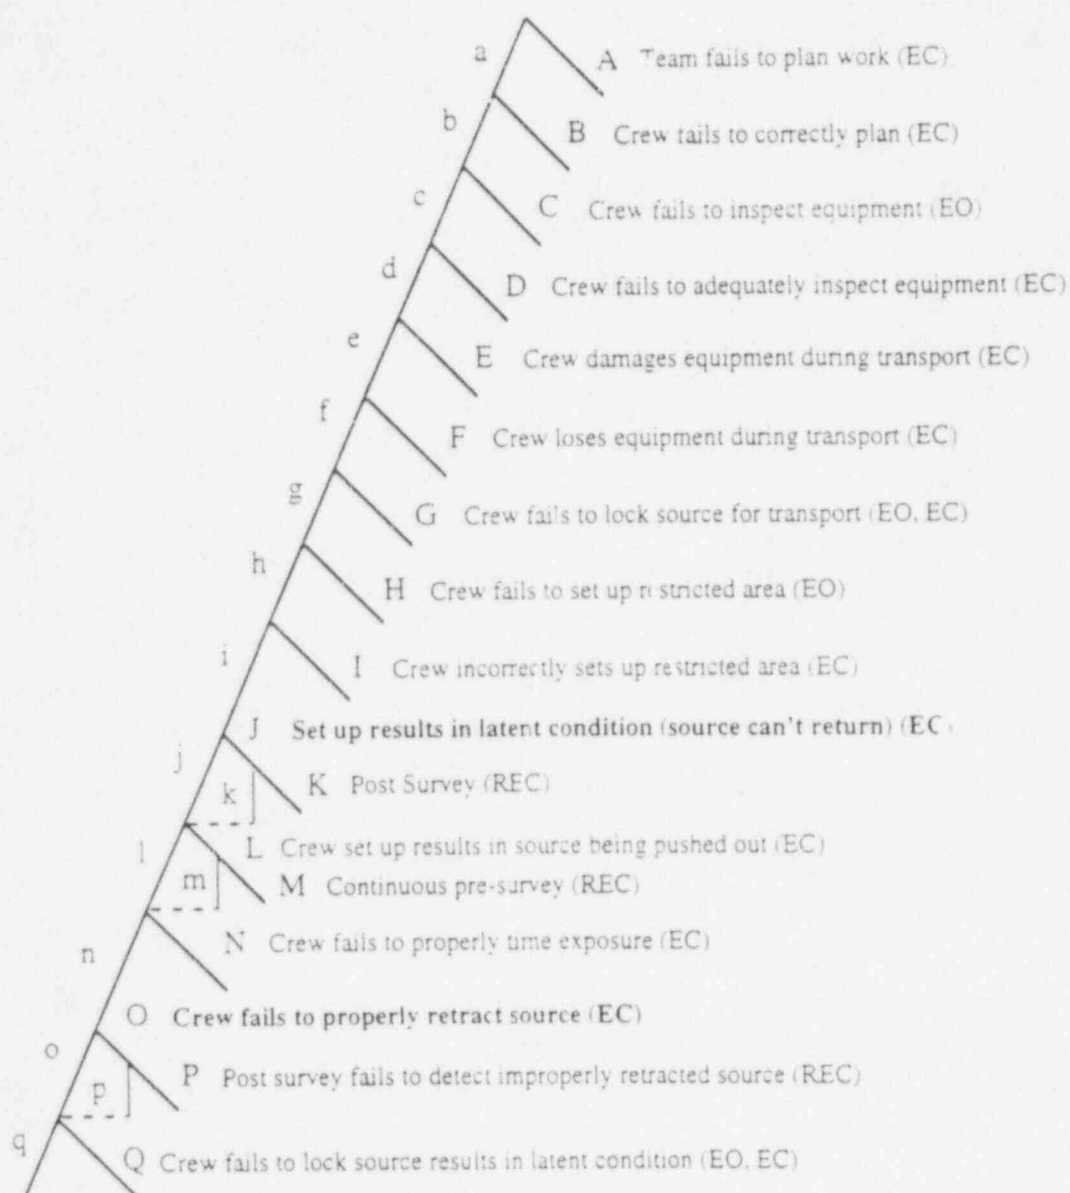 a
A Team fails to plan work (EC)
b
B Crew fails to correctly plan (EC)
c
C Crew fails to inspect equipment (EO)
d
D Crew fails to adequately inspect equipment (EC)
e
E Crew damages equipment during transport (EC)
f
F Crew loses equipment during transport (EC)
g
G Crew fails to lock source for transport (EO, EC)
h
H Crew fails to set up restricted area (EO)
i
I Crew incorrectly sets up restricted area (EC)
J Set up results in latent condition (source can't return) (EC
j
k
K Post Survey (REC)
l
L Crew set up results in source being pushed out (EC)
m
M Continuous pre-survey (REC)
N Crew fails to properly time exposure (EC)
n
O Crew fails to properly retract source (EC)
o
P Post survey fails to detect improperly retracted source (REC)
p
q
Q Crew fails to lock source results in latent condition (EO, EC)